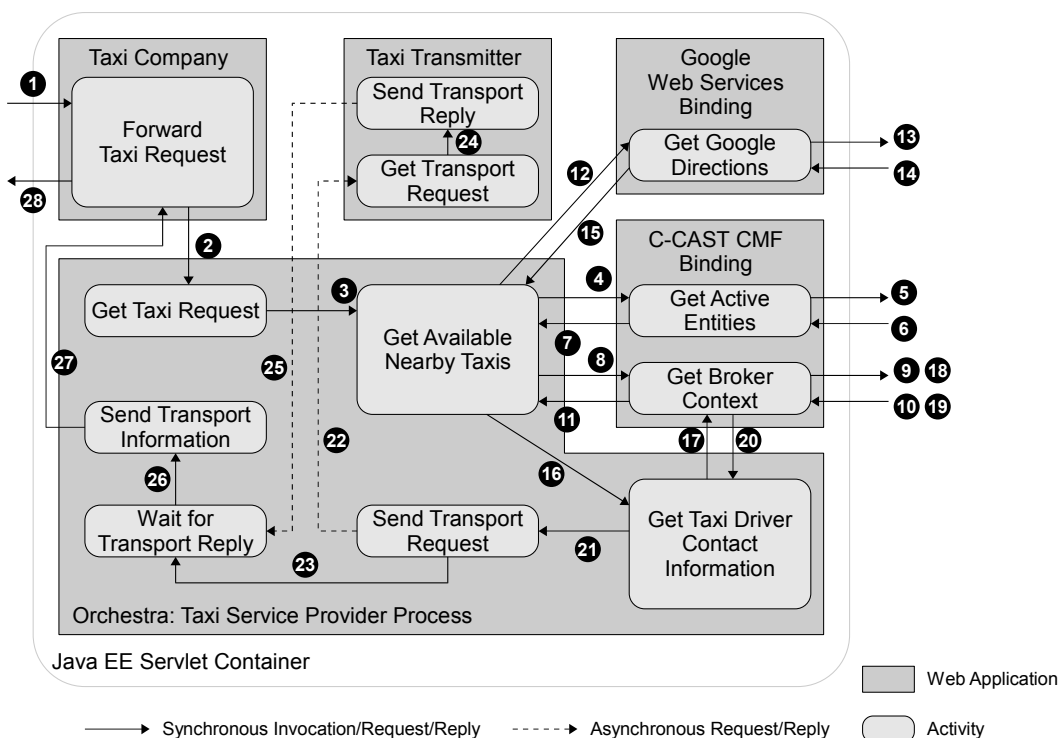 Taxi Company
Forward
Taxi Request
Taxi Transmitter
Send Transport
Reply
Get Transport
Request
Google
Web Services
Binding
Get Google
Directions
C-CAST CMF
Binding
Get Active
Entities
Get Broker
Context
Get Taxi Request
Get Available
Nearby Taxis
Send Transport
Information
Wait for
Transport Reply
Send Transport
Request
Get Taxi Driver
Contact
Information
Orchestra: Taxi Service Provider Process
Java EE Servlet Container
1
28
2
3
24
12
13
14
15
4
5
6
7
8
9 18
10 19
11
27
25
22
26
23
16
17
20
21
Web Application
Synchronous Invocation/Request/Reply
Asynchronous Request/Reply
Activity